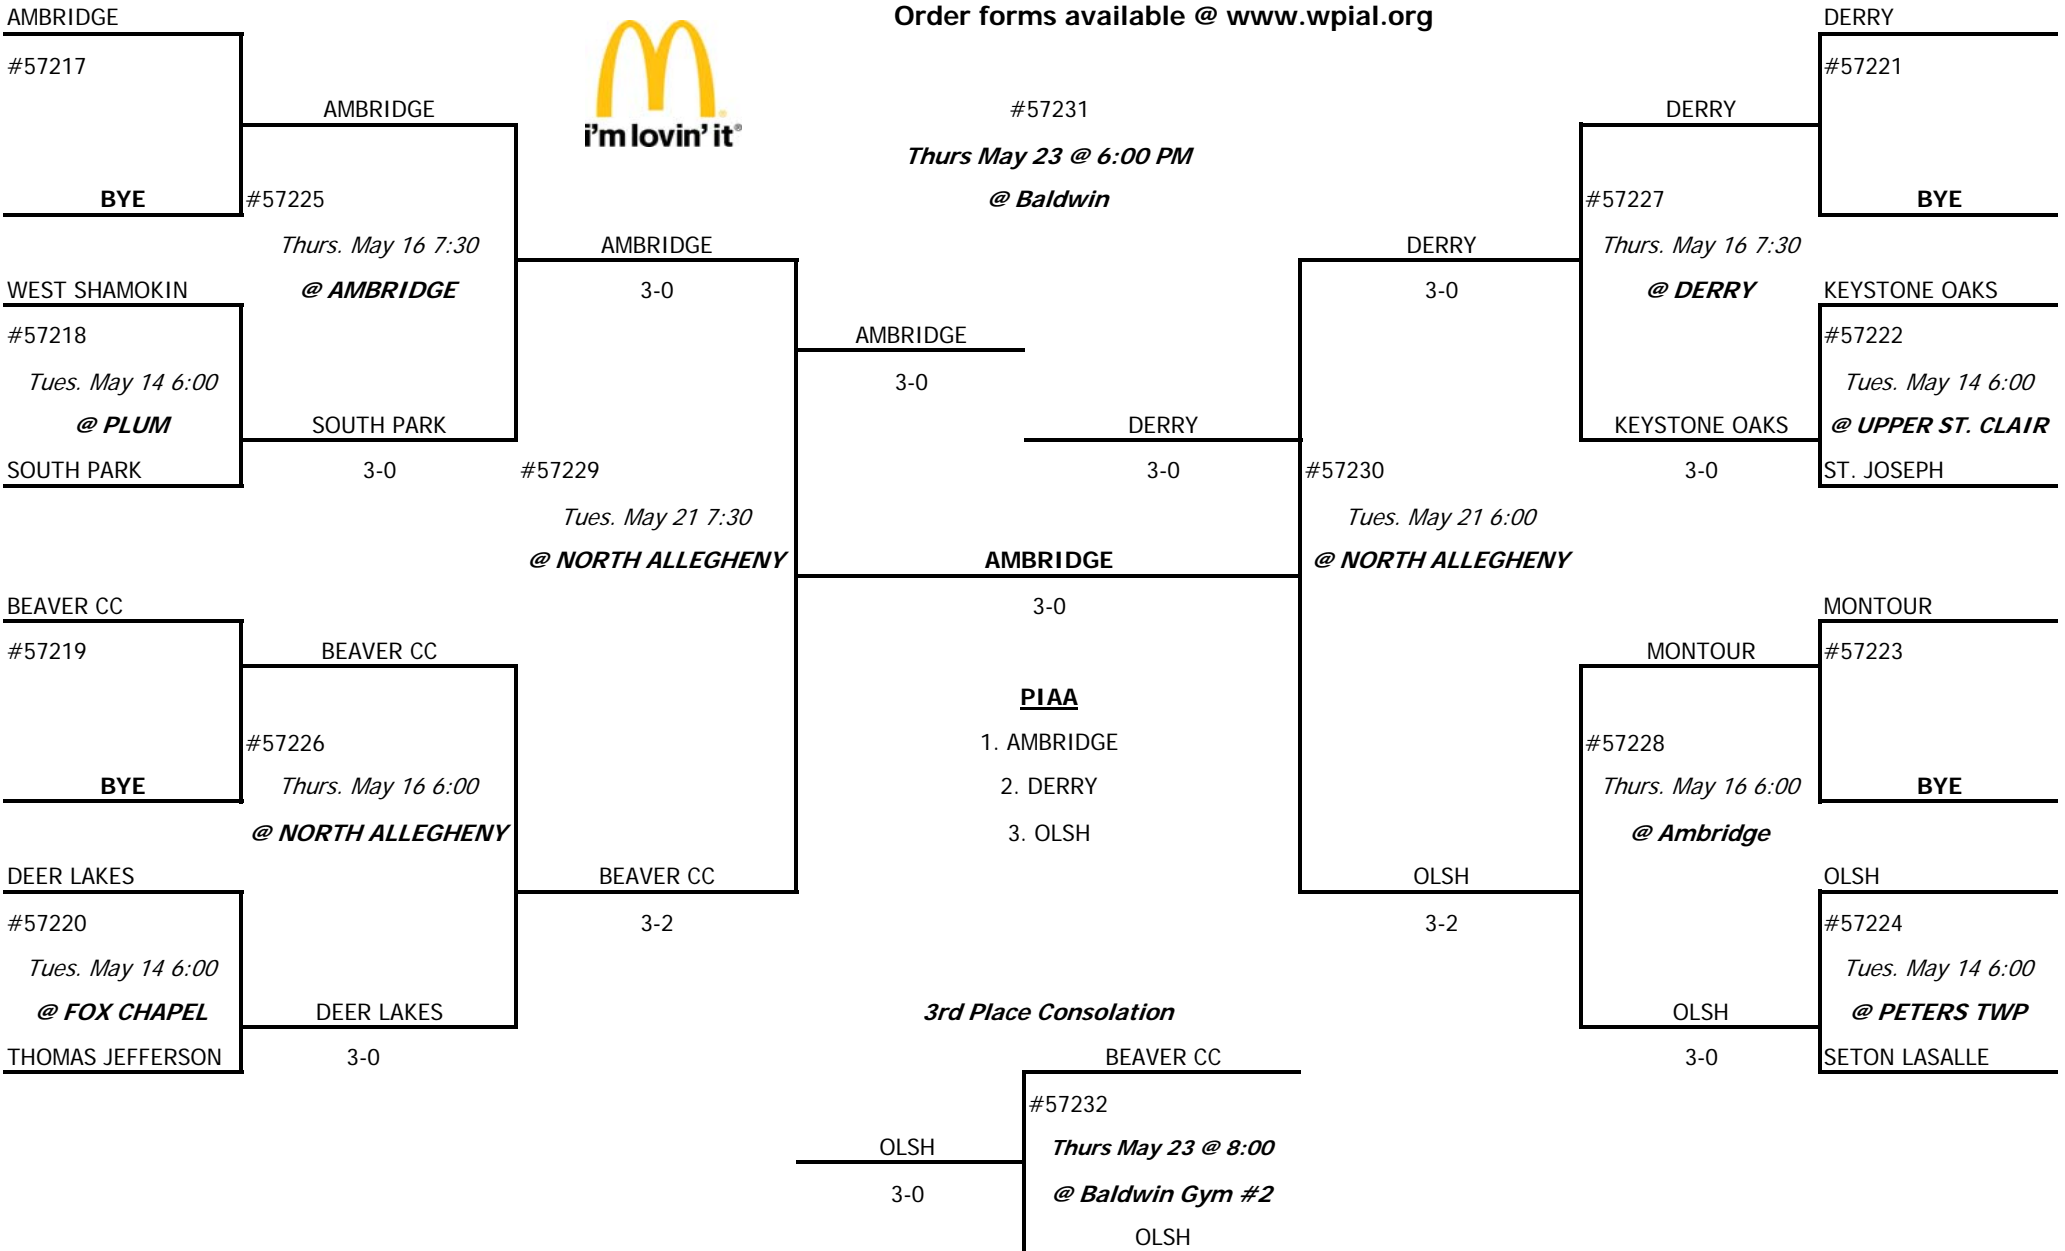 AMBRIDGE
Order forms available @ www.wpial.org
DERRY
#57217
#57221
AMBRIDGE
#57231
DERRY
i'm lovin' it®
Thurs May 23 @ 6:00 PM
BYE
#57225
@ Baldwin
#57227
BYE
Thurs. May 16 7:30
AMBRIDGE
DERRY
Thurs. May 16 7:30
WEST SHAMOKIN
@ AMBRIDGE
3-0
3-0
@ DERRY
KEYSTONE OAKS
#57218
AMBRIDGE
#57222
Tues. May 14 6:00
3-0
Tues. May 14 6:00
@ PLUM
SOUTH PARK
DERRY
KEYSTONE OAKS
@ UPPER ST. CLAIR
SOUTH PARK
3-0
#57229
3-0
#57230
3-0
ST. JOSEPH
Tues. May 21 7:30
Tues. May 21 6:00
@ NORTH ALLEGHENY
AMBRIDGE
@ NORTH ALLEGHENY
BEAVER CC
3-0
MONTOUR
#57219
BEAVER CC
MONTOUR
#57223
PIAA
#57226
1. AMBRIDGE
#57228
BYE
Thurs. May 16 6:00
2. DERRY
Thurs. May 16 6:00
BYE
@ NORTH ALLEGHENY
3. OLSH
@ Ambridge
DEER LAKES
BEAVER CC
OLSH
OLSH
#57220
3-2
3-2
#57224
Tues. May 14 6:00
Tues. May 14 6:00
@ FOX CHAPEL
DEER LAKES
3rd Place Consolation
OLSH
@ PETERS TWP
THOMAS JEFFERSON
3-0
BEAVER CC
3-0
SETON LASALLE
#57232
OLSH
Thurs May 23 @ 8:00
3-0
@ Baldwin Gym #2
OLSH